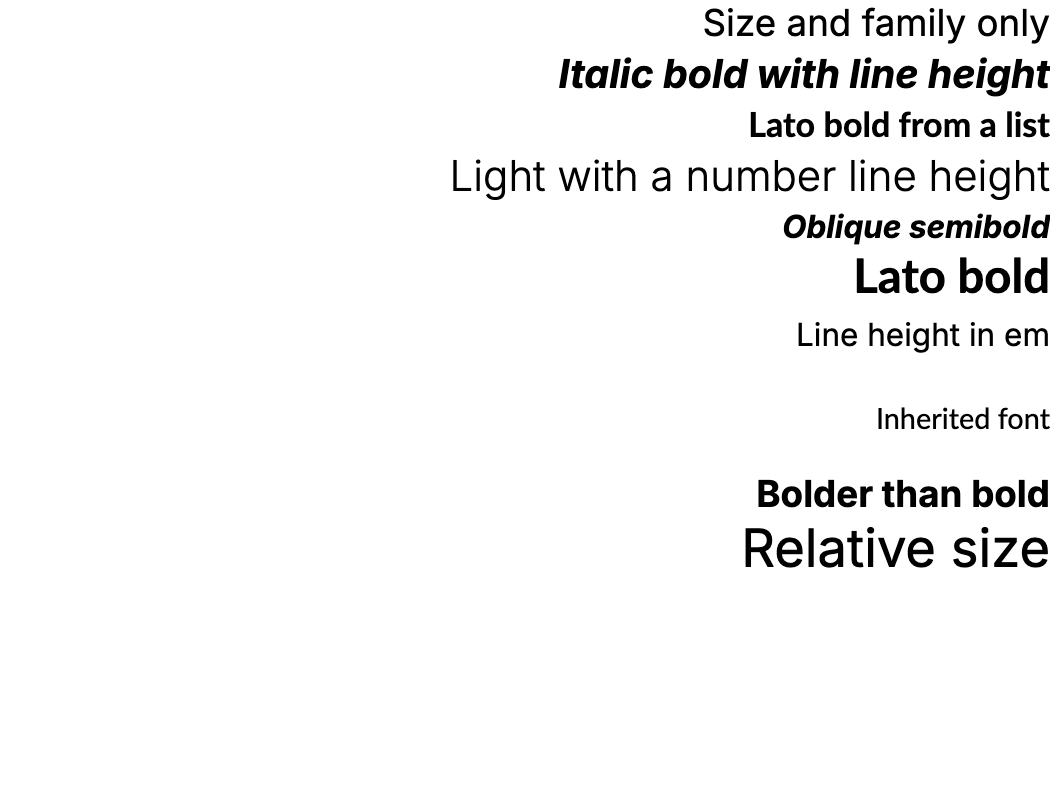 Size and family only
Italic bold with line height
Lato bold from a list
Light with a number line height
Oblique semibold
Lato bold
Line height in em
Inherited font
Bolder than bold
Relative size